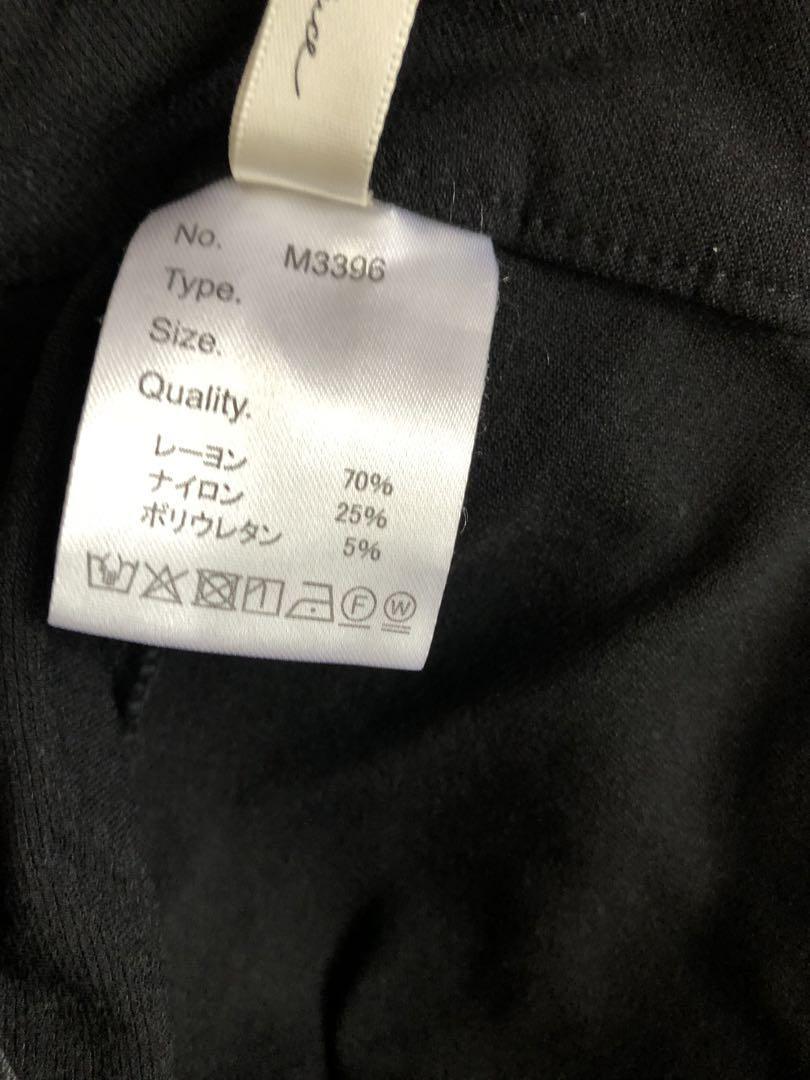 No. M3396
Type.
Size.
Quality.
レーヨン 70%
ナイロン 25%
ポリウレタン 5%
F W